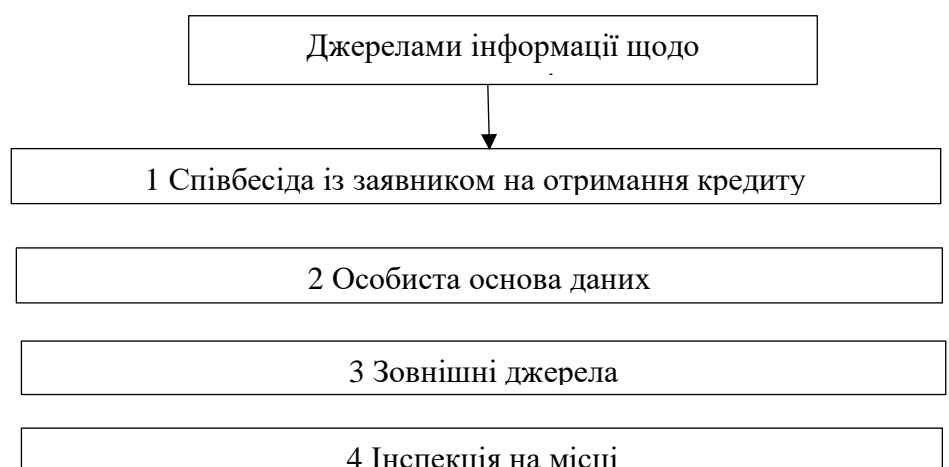 Джерелами інформації щодо
1 Співбесіда із заявником на отримання кредиту
2 Особиста основа даних
3 Зовнішні джерела
4 Інспекція на місці